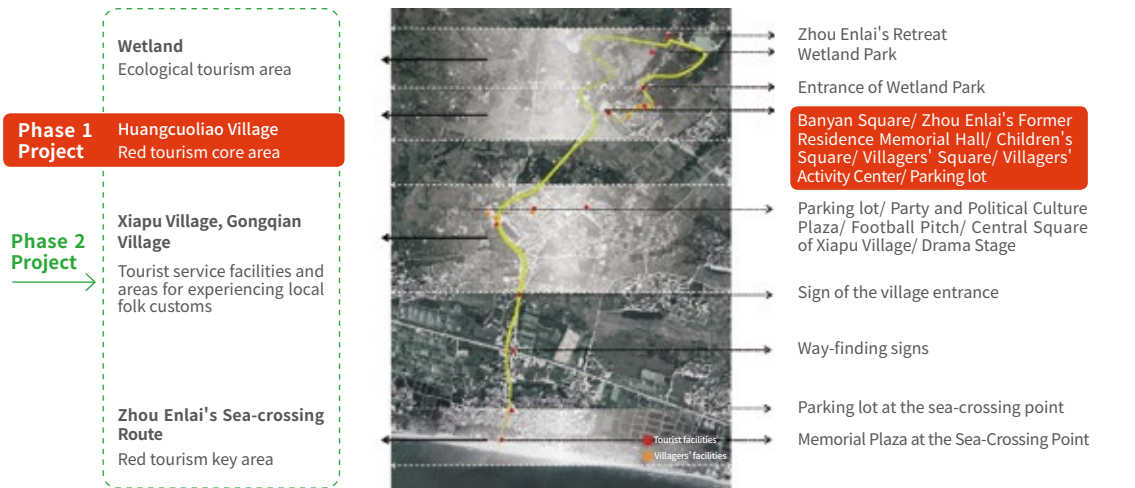 Wetland
Ecological tourism area
Phase 1
Project
Huangcuoliao Village
Red tourism core area
Phase 2
Project
Xiapu Village, Gongqian
Village
Tourist service facilities and
areas for experiencing local
folk customs
Zhou Enlai's Sea-crossing
Route
Red tourism key area
Tourist facilities
Villagers' facilities
Zhou Enlai's Retreat
Wetland Park
Entrance of Wetland Park
Banyan Square/ Zhou Enlai's Former
Residence Memorial Hall/ Children's
Square/ Villagers' Square/ Villagers'
Activity Center/ Parking lot
Parking lot/ Party and Political Culture
Plaza/ Football Pitch/ Central Square
of Xiapu Village/ Drama Stage
Sign of the village entrance
Way-finding signs
Parking lot at the sea-crossing point
Memorial Plaza at the Sea-Crossing Point